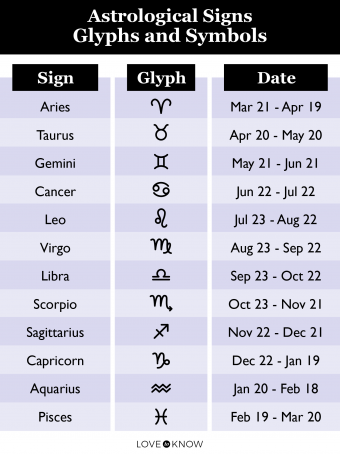 Astrological Signs
Glyphs and Symbols
Sign Glyph Date
Aries ♈︎ Mar 21 - Apr 19
Taurus ♉︎ Apr 20 - May 20
Gemini ♊︎ May 21 - Jun 21
Cancer ♋︎ Jun 22 - Jul 22
Leo ♌︎ Jul 23 - Aug 22
Virgo ♍︎ Aug 23 - Sep 22
Libra ♎︎ Sep 23 - Oct 22
Scorpio ♏︎ Oct 23 - Nov 21
Sagittarius ♐︎ Nov 22 - Dec 21
Capricorn ♑︎ Dec 22 - Jan 19
Aquarius ♒︎ Jan 20 - Feb 18
Pisces ♓︎ Feb 19 - Mar 20
LOVE to KNOW